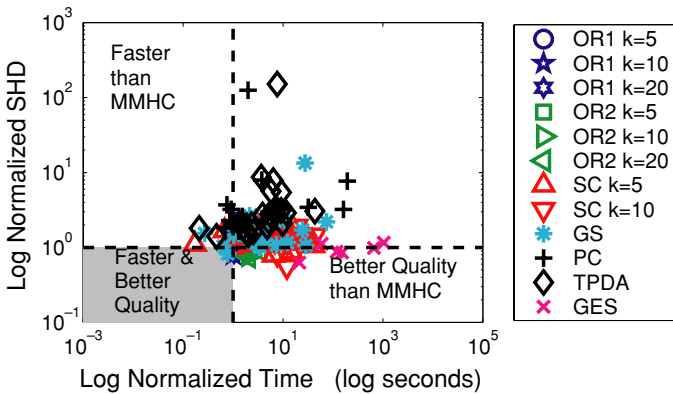 10^3
10^2
10^1
10^0
10^−1
Log Normalized SHD
Faster
than
MMHC
Faster &
Better
Quality
Better Quality
than MMHC
10^−3
10^−1
10^1
10^3
10^5
Log Normalized Time (log seconds)
OR1 k=5
OR1 k=10
OR1 k=20
OR2 k=5
OR2 k=10
OR2 k=20
SC k=5
SC k=10
GS
PC
TPDA
GES